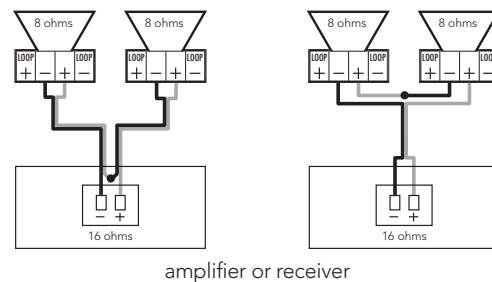 8 ohms 8 ohms 8 ohms 8 ohms
LOOP LOOP LOOP LOOP LOOP LOOP LOOP LOOP
+ − + − + − + − + − + − + − + −
− + − +
16 ohms 16 ohms
amplifier or receiver